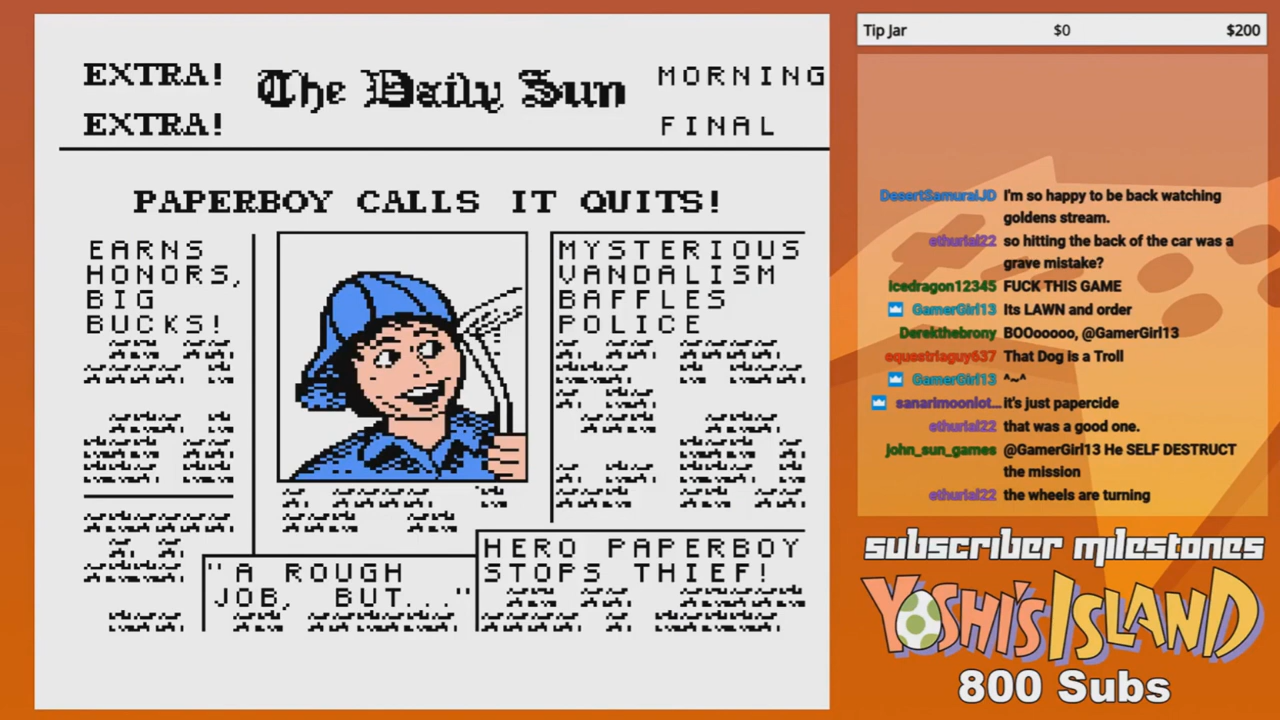 EXTRA!
The Daily Sun
MORNING
EXTRA!
FINAL
PAPERBOY CALLS IT QUITS!
EARNS
HONORS,
BIG
BUCKS!
MYSTERIOUS
VANDALISM
BAFFLES
POLICE
"A ROUGH
JOB, BUT..."
HERO PAPERBOY
STOPS THIEF!
Tip Jar $0 $200
DesertSamuraiJD I'm so happy to be back watching
goldens stream.
ethurial22 so hitting the back of the car was a
grave mistake?
icedragon12345 FUCK THIS GAME
GamerGirl13 Its LAWN and order
Derekthebrony BOOooooo, @GamerGirl13
equestriaguy637 That Dog is a Troll
GamerGirl13 ^~^
sanarimoonlot... it's just papercide
ethurial22 that was a good one.
john_sun_games @GamerGirl13 He SELF DESTRUCT
the mission
ethurial22 the wheels are turning
subscriber milestones
YOSHI'S ISLAND
800 Subs